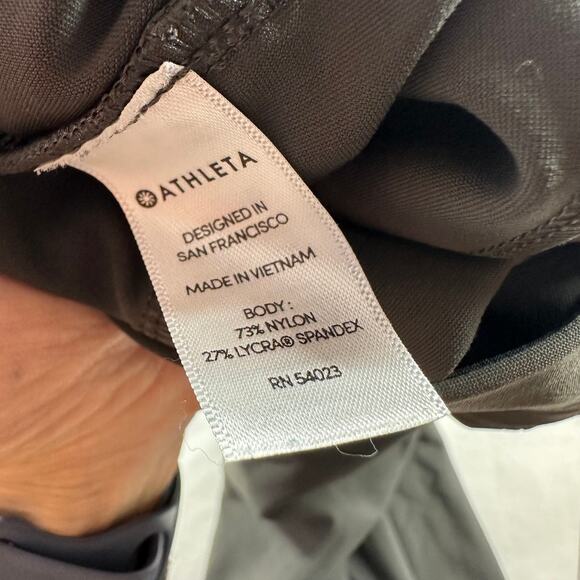 ATHLETA
DESIGNED IN
SAN FRANCISCO
MADE IN VIETNAM
BODY :
73% NYLON
27% LYCRA® SPANDEX
RN 54023